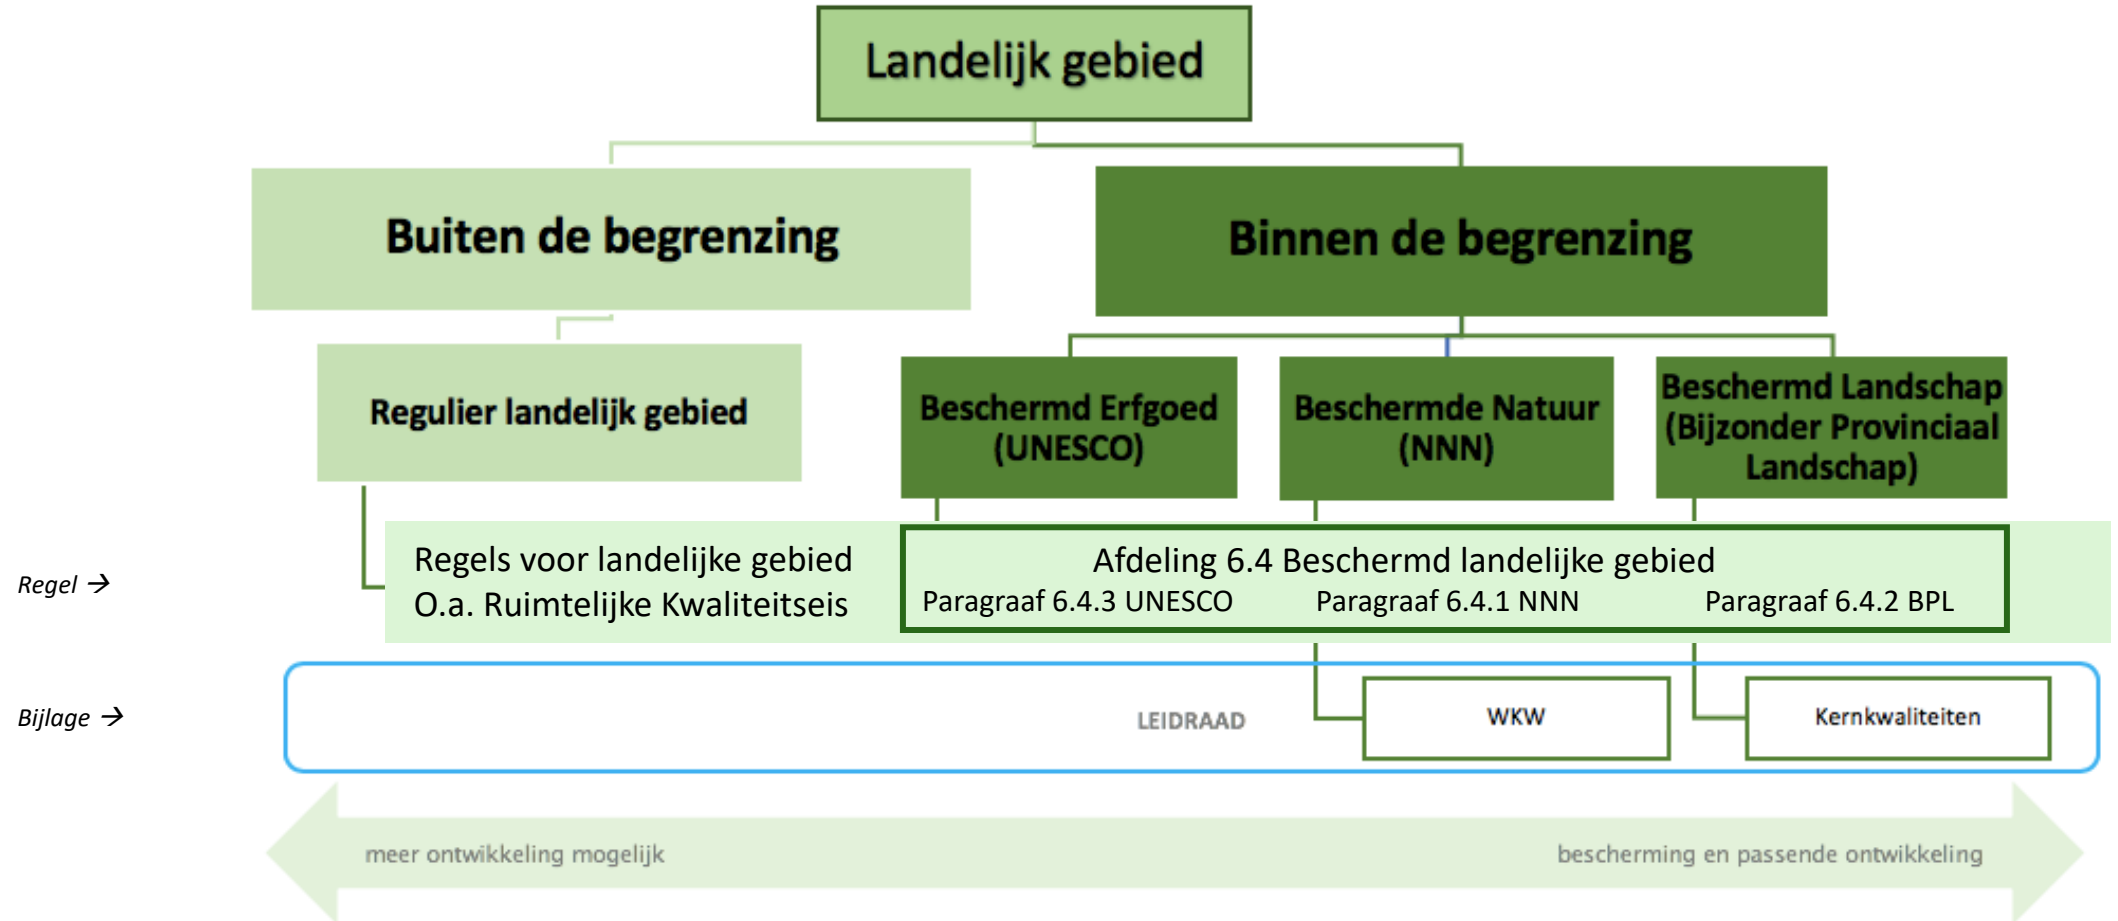 Landelijk gebied
Buiten de begrenzing
Binnen de begrenzing
Regulier landelijk gebied
Beschermd Erfgoed
(UNESCO)
Beschermde Natuur
(NNN)
Beschermd Landschap
(Bijzonder Provinciaal
Landschap)
Regel →
Regels voor landelijke gebied
O.a. Ruimtelijke Kwaliteitseis
Afdeling 6.4 Beschermd landelijke gebied
Paragraaf 6.4.3 UNESCO
Paragraaf 6.4.1 NNN
Paragraaf 6.4.2 BPL
Bijlage →
LEIDRAAD
WKW
Kernkwaliteiten
meer ontwikkeling mogelijk
bescherming en passende ontwikkeling